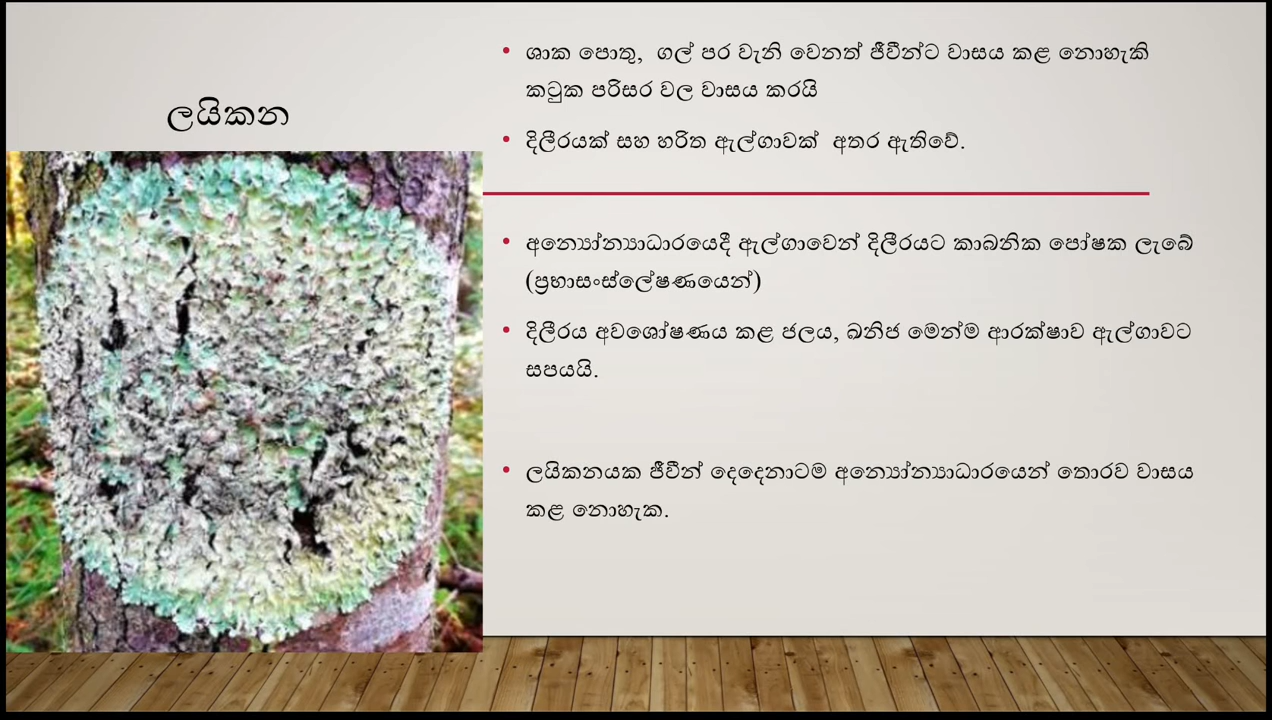 ලයිකන
ශාක පොතු, ගල් පර වැනි වෙනත් ජීවීන්ට වාසය කළ නොහැකි
කටුක පරිසර වල වාසය කරයි
දිලීරයක් සහ හරිත ඇල්ගාවක් අතර ඇතිවේ.
අන්‍යෝන්‍යාධාරයෙදී ඇල්ගාවෙන් දිලීරයට කාබනික පෝෂක ලැබේ
(ප්‍රභාසංස්ලේෂණයෙන්)
දිලීරය අවශෝෂණය කළ ජලය, ඛනිජ මෙන්ම ආරක්ෂාව ඇල්ගාවට
සපයයි.
ලයිකනයක ජීවීන් දෙදෙනාටම අන්‍යෝන්‍යාධාරයෙන් තොරව වාසය
කළ නොහැක.